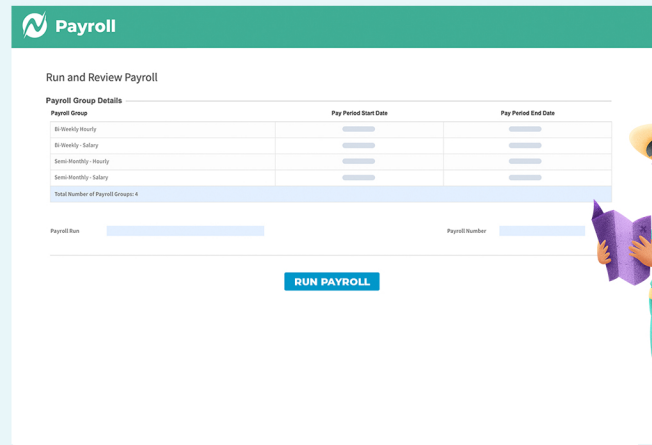 Payroll
Run and Review Payroll
Payroll Group Details
Payroll Group Pay Period Start Date Pay Period End Date
Bi-Weekly Hourly
Bi-Weekly - Salary
Semi-Monthly - Hourly
Semi-Monthly - Salary
Total Number of Payroll Groups: 4
Payroll Run Payroll Number
RUN PAYROLL